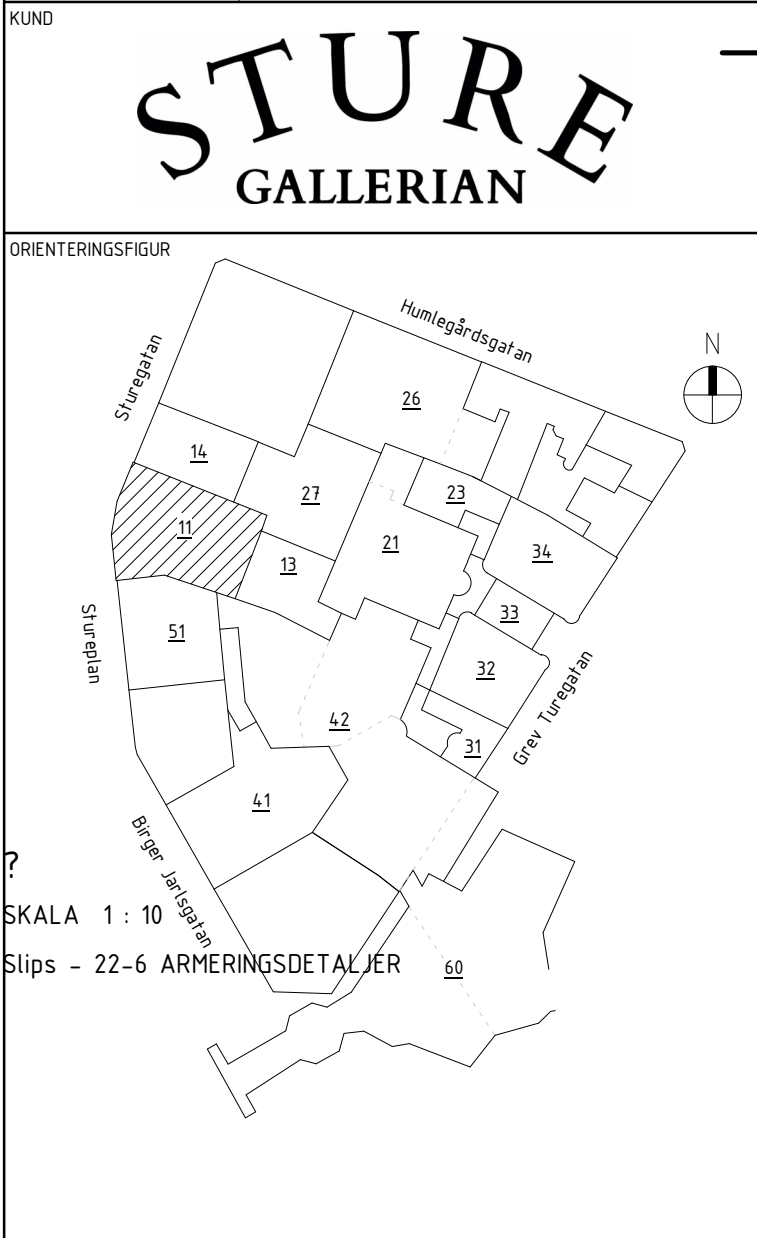 KUND
STURE
GALLERIAN
ORIENTERINGSFIGUR
Humlegårdsgatan
Sturegatan
N
26
14
27
23
11
21
34
13
33
51
32
Stureplan
42
Grev Turegatan
31
41
Birger Jarlsgatan
?
SKALA 1 : 10
Slips - 22-6 ARMERINGSDETALJER
60